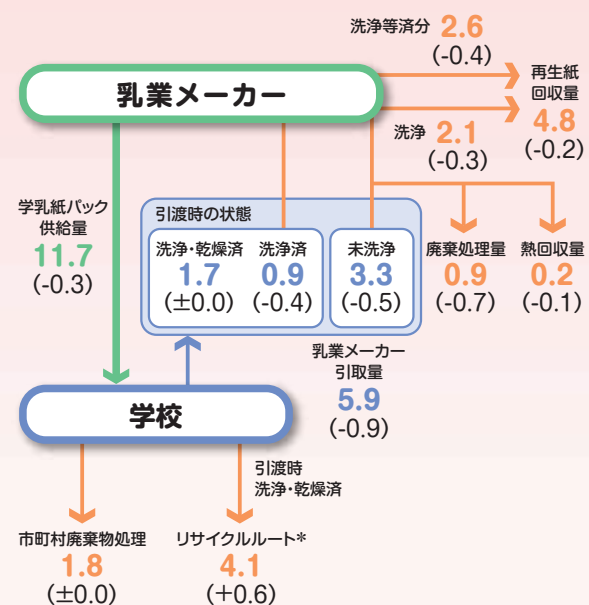 洗浄等済分 2.6
(-0.4)
乳業メーカー
再生紙
回収量
4.8
(-0.2)
洗浄 2.1
(-0.3)
学乳紙パック
供給量
11.7
(-0.3)
引渡時の状態
洗浄・乾燥済
1.7
(±0.0)
洗浄済
0.9
(-0.4)
未洗浄
3.3
(-0.5)
廃棄処理量
0.9
(-0.7)
熱回収量
0.2
(-0.1)
乳業メーカー
引取量
5.9
(-0.9)
学校
引渡時
洗浄・乾燥済
市町村廃棄物処理
1.8
(±0.0)
リサイクルルート*
4.1
(+0.6)